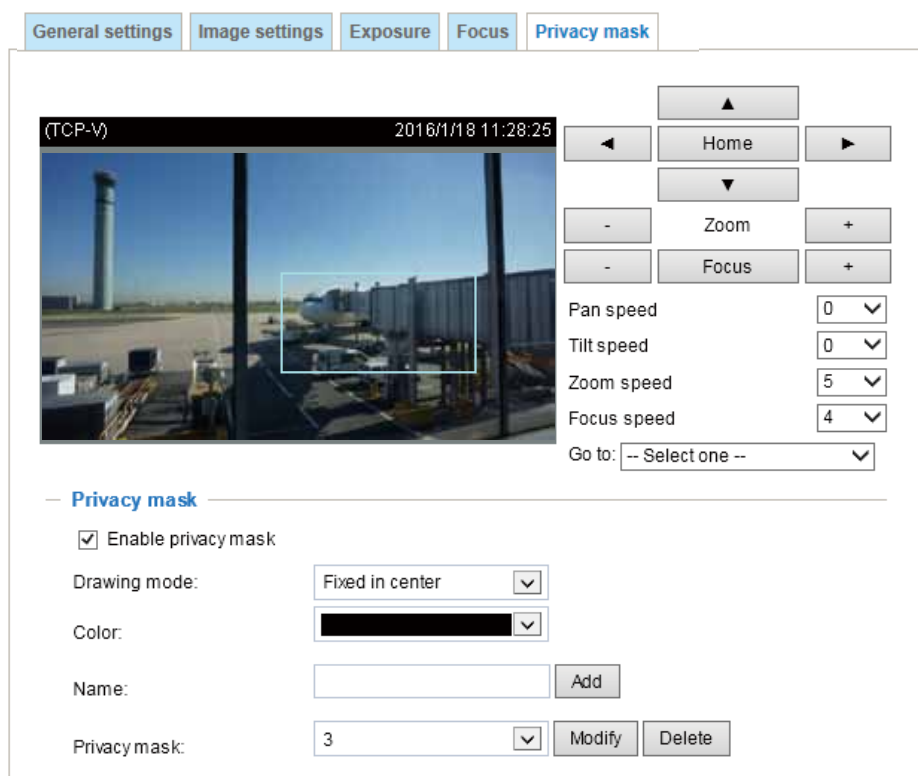 General settings Image settings Exposure Focus Privacy mask
(TCP-V) 2016/1/18 11:28:25
▲
◄ Home ►
▼
- Zoom +
- Focus +
Pan speed 0
Tilt speed 0
Zoom speed 5
Focus speed 4
Go to: -- Select one --
Privacy mask
Enable privacy mask
Drawing mode: Fixed in center
Color:
Name: Add
Privacy mask: 3 Modify Delete